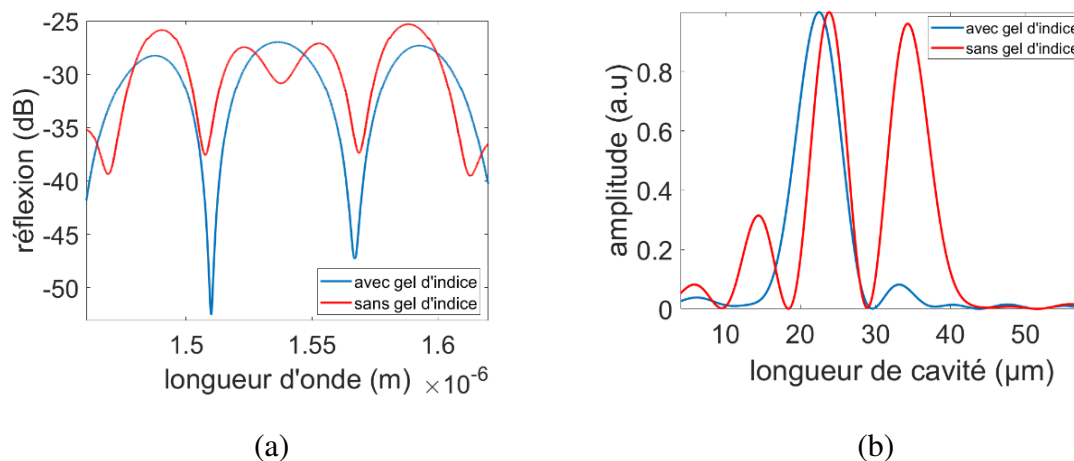 -25
-30
-35
-40
-45
-50
réflexion (dB)
avec gel d'indice
sans gel d'indice
1.5
1.55
1.6
longueur d'onde (m)
×10-6
(a)
0.8
0.6
0.4
0.2
0
amplitude (a.u)
avec gel d'indice
sans gel d'indice
10
20
30
40
50
longueur de cavité (µm)
(b)